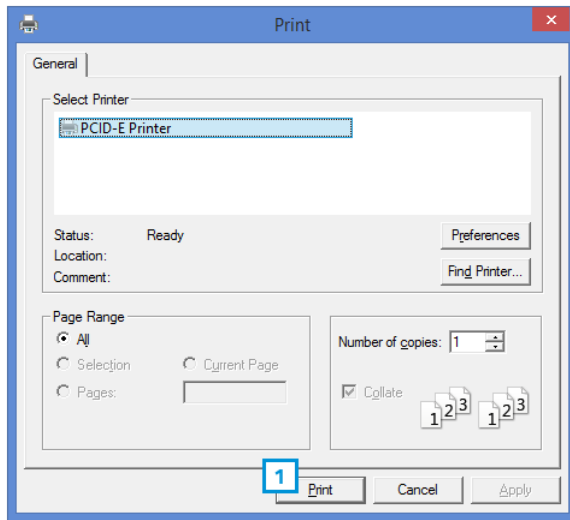 Print
General
Select Printer
PCID-E Printer
Status: Ready
Preferences
Location:
Find Printer...
Comment:
Page Range
All
Selection Current Page
Pages:
Number of copies: 1
Collate
1 2 3 1 2 3
1
Print Cancel Apply